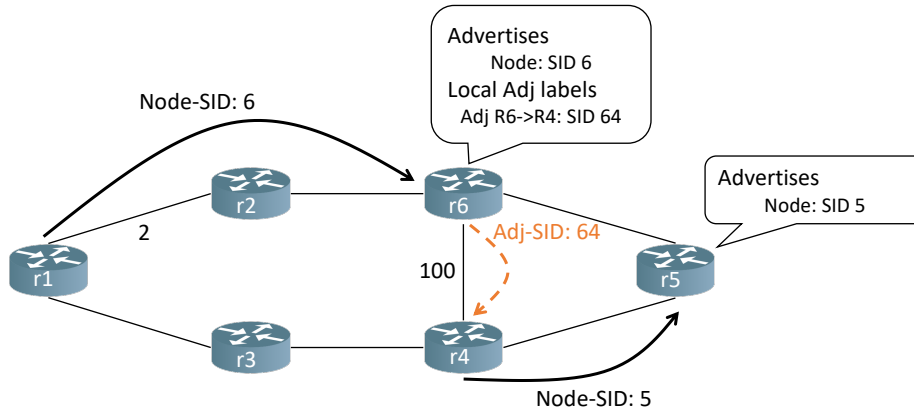 Advertises
Node: SID 6
Local Adj labels
Adj R6->R4: SID 64
Node-SID: 6
Advertises
Node: SID 5
r2
r6
2
Adj-SID: 64
r1
100
r5
r3
r4
Node-SID: 5